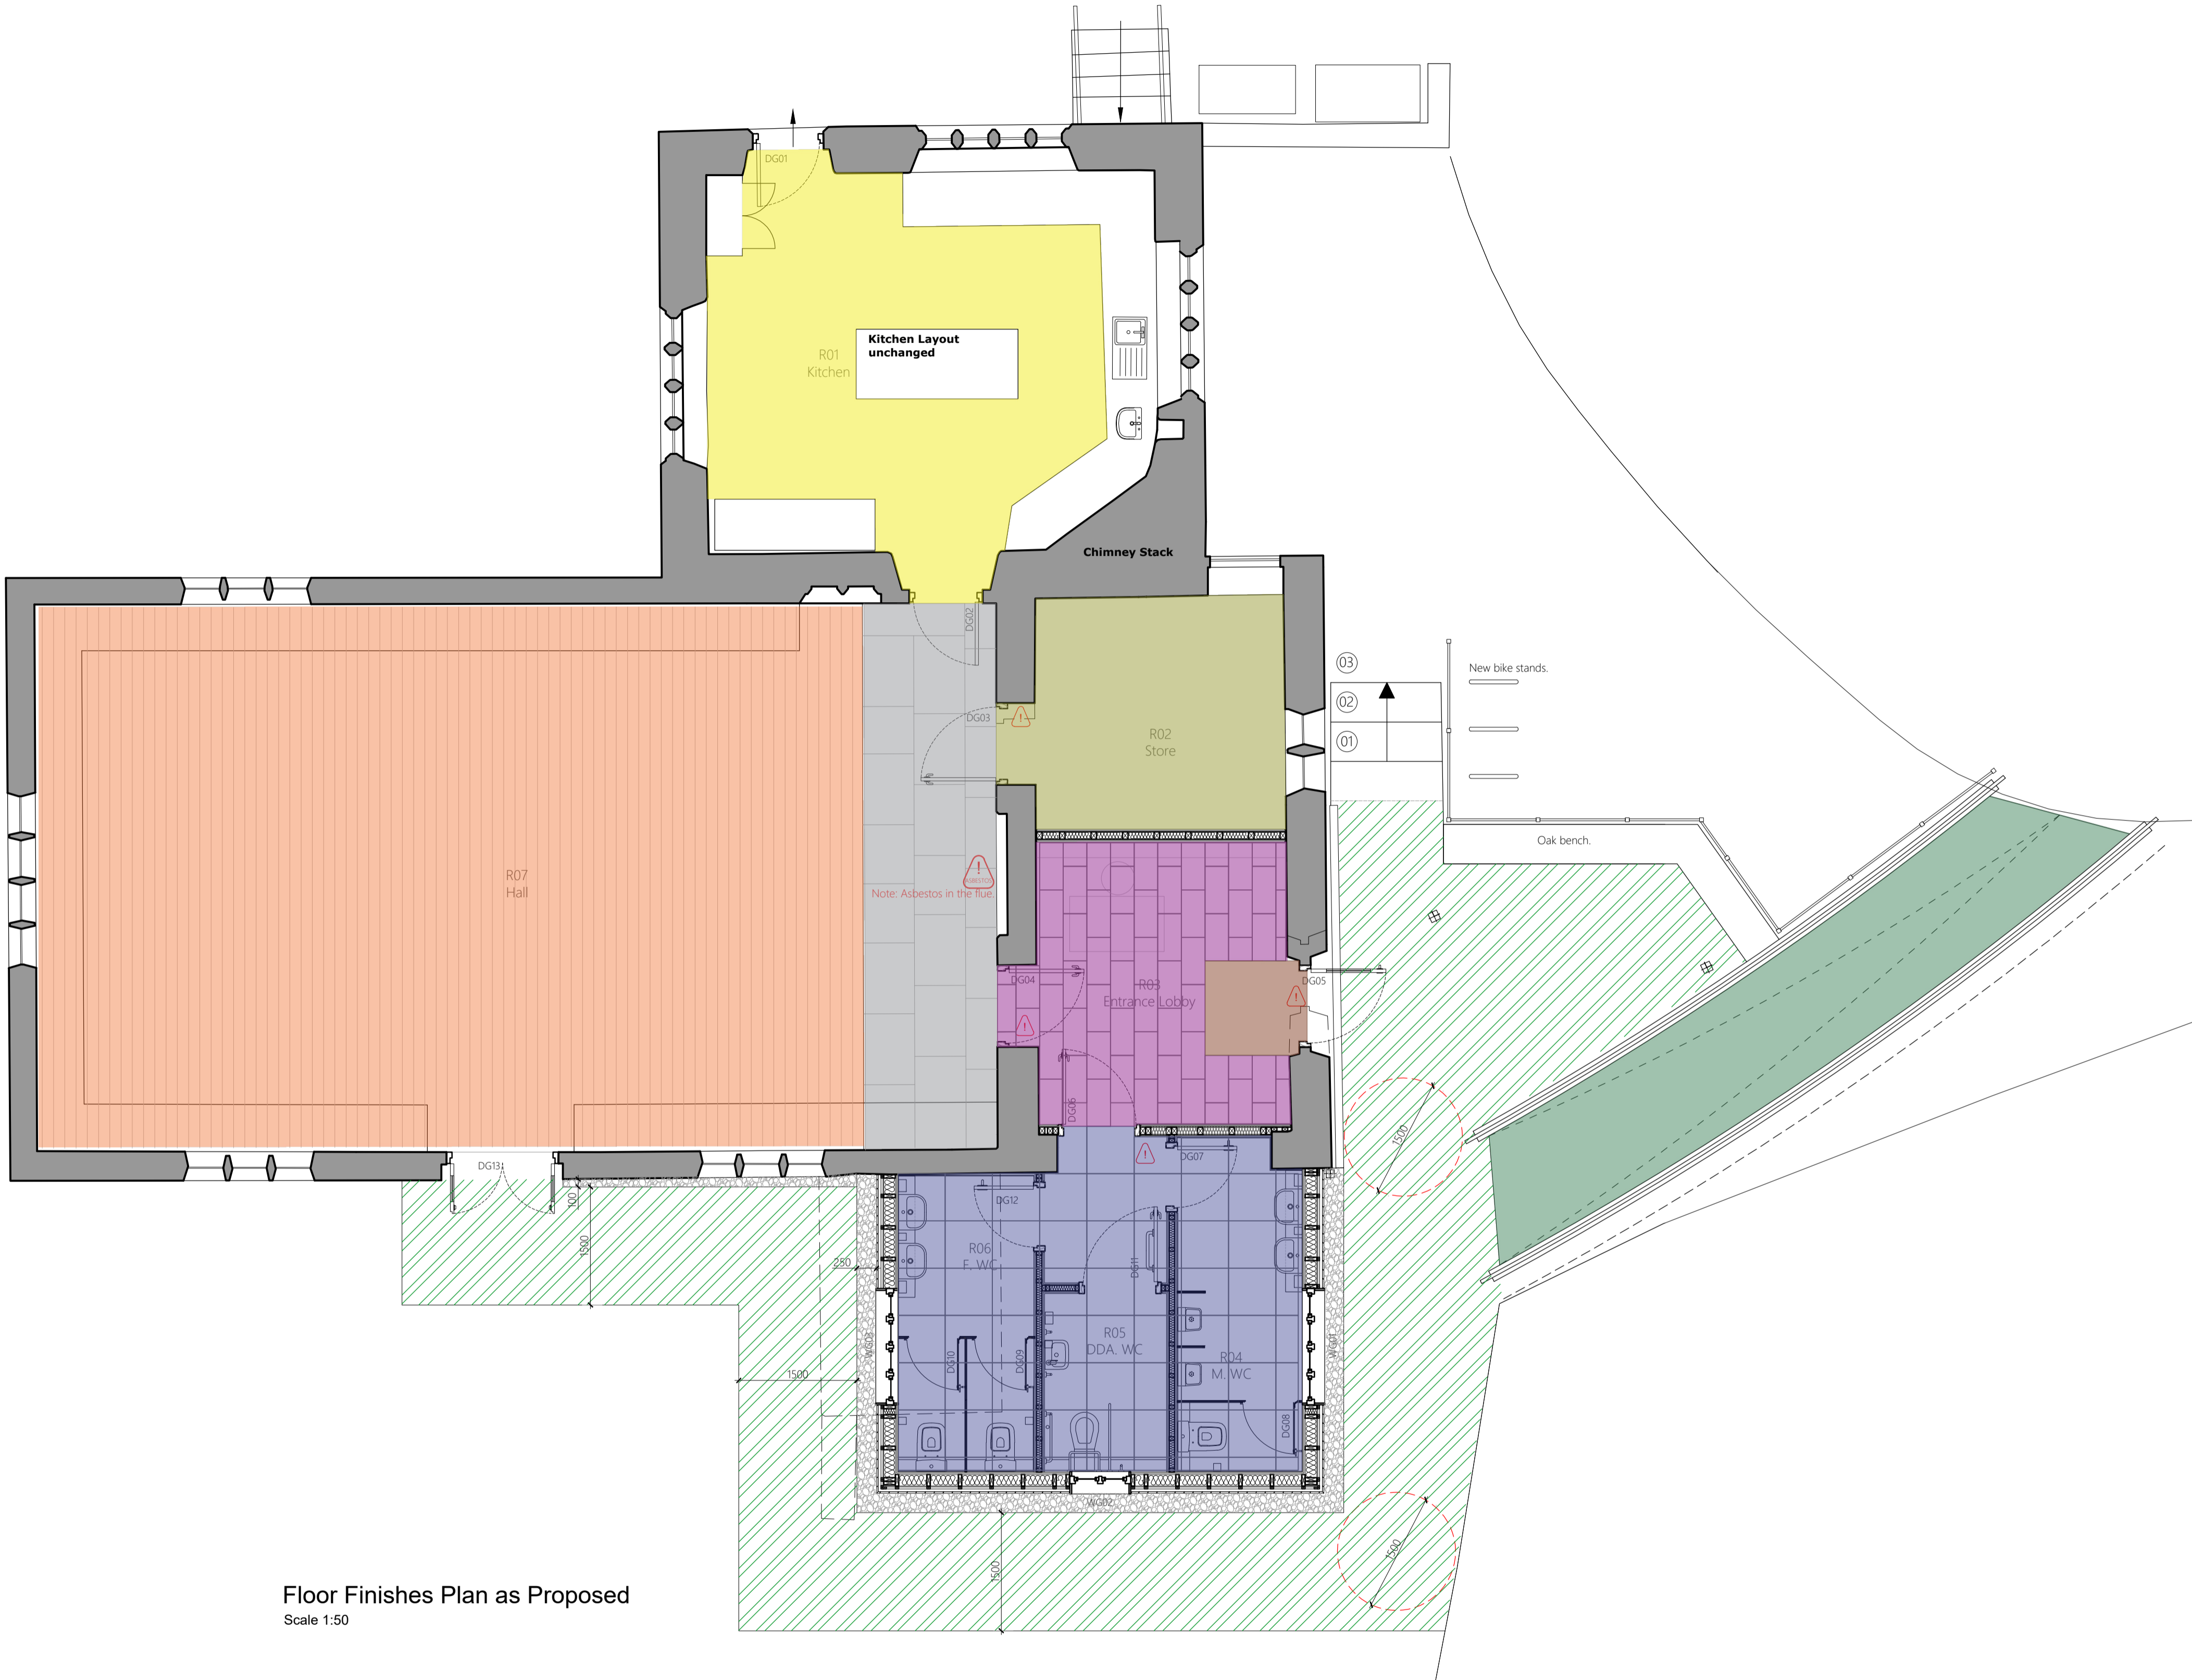 DG01
Kitchen Layout
unchanged
R01
Kitchen
Chimney Stack
DG02
DG03
R02
Store
03
02
01
New bike stands.
Oak bench.
R07
Hall
ASBESTOS
Note: Asbestos in the flue.
DG04
R03
Entrance Lobby
DG05
DG06
DG07
1500
DG13
100
1500
DG12
250
R06
F. WC
DG11
WG03
DG10
DG09
R05
DDA. WC
R04
M. WC
WG01
1500
DG08
WG02
1500
1500
Floor Finishes Plan as Proposed
Scale 1:50